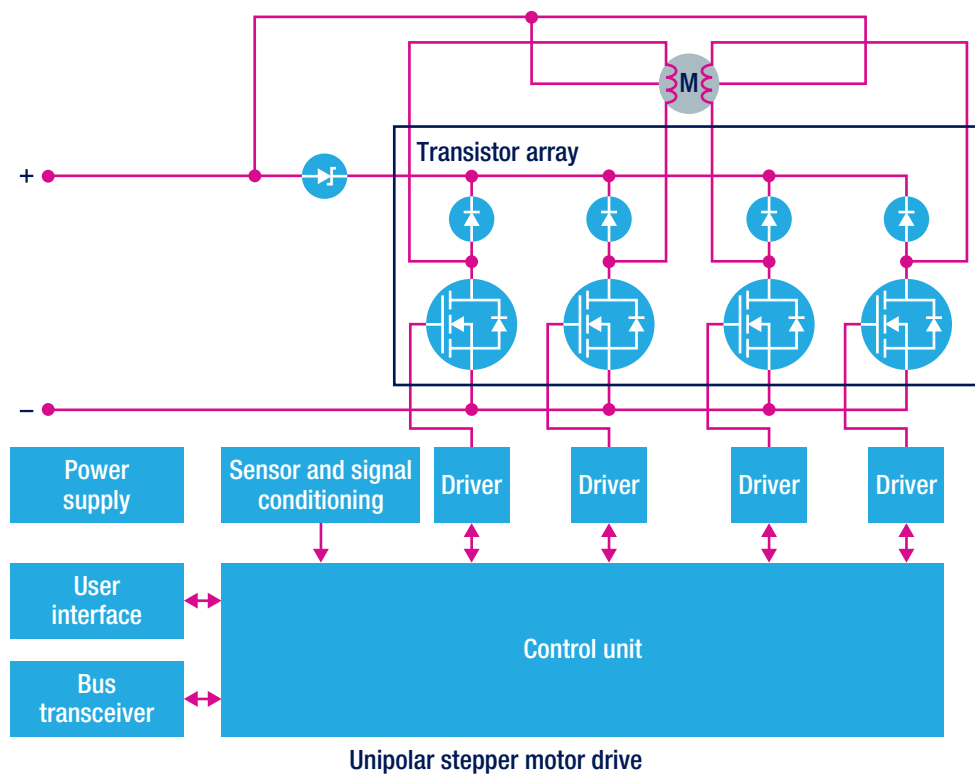 M
Transistor array
+
–
Power
supply
Sensor and signal
conditioning
Driver
Driver
Driver
Driver
User
interface
Control unit
Bus
transceiver
Unipolar stepper motor drive